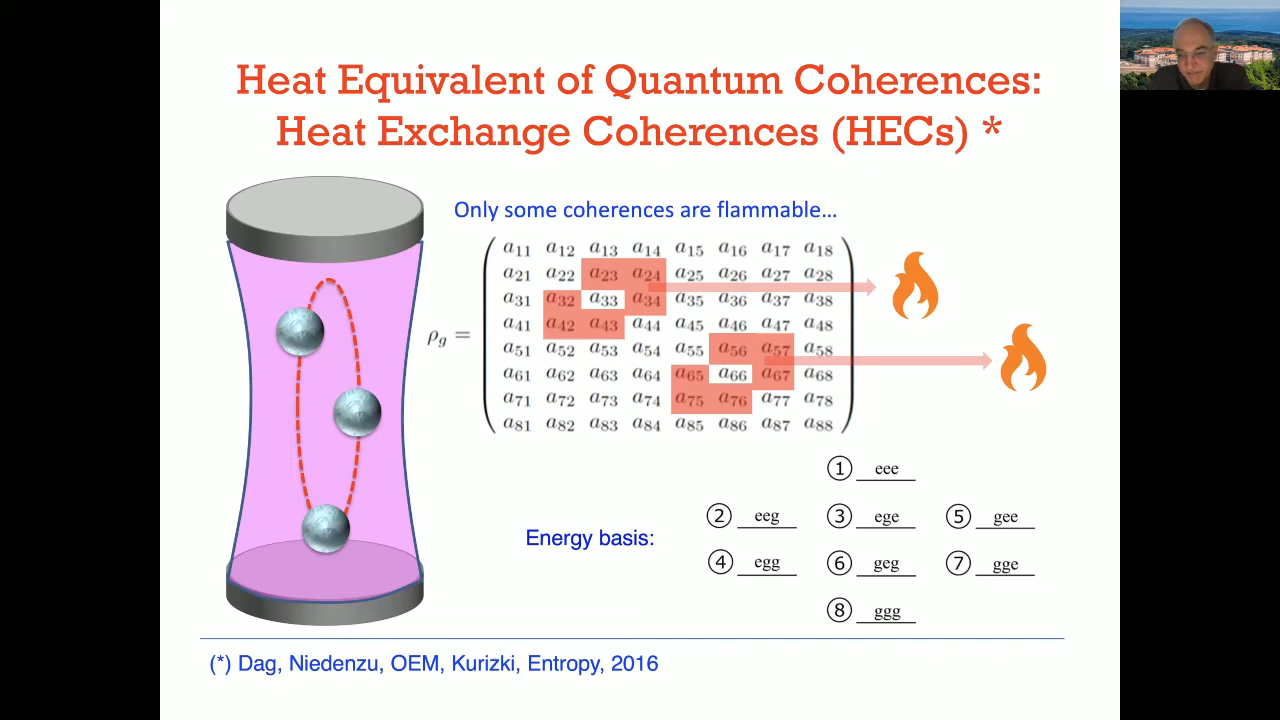 Heat Equivalent of Quantum Coherences:
Heat Exchange Coherences (HECs) *
Only some coherences are flammable…
a11 a12 a13 a14 a15 a16 a17 a18
a21 a22 a23 a24 a25 a26 a27 a28
a31 a32 a33 a34 a35 a36 a37 a38
a41 a42 a43 a44 a45 a46 a47 a48
ρg =
a51 a52 a53 a54 a55 a56 a57 a58
a61 a62 a63 a64 a65 a66 a67 a68
a71 a72 a73 a74 a75 a76 a77 a78
a81 a82 a83 a84 a85 a86 a87 a88
① eee
② eeg ③ ege ⑤ gee
Energy basis:
④ egg ⑥ geg ⑦ gge
⑧ ggg
(*) Dag, Niedenzu, OEM, Kurizki, Entropy, 2016